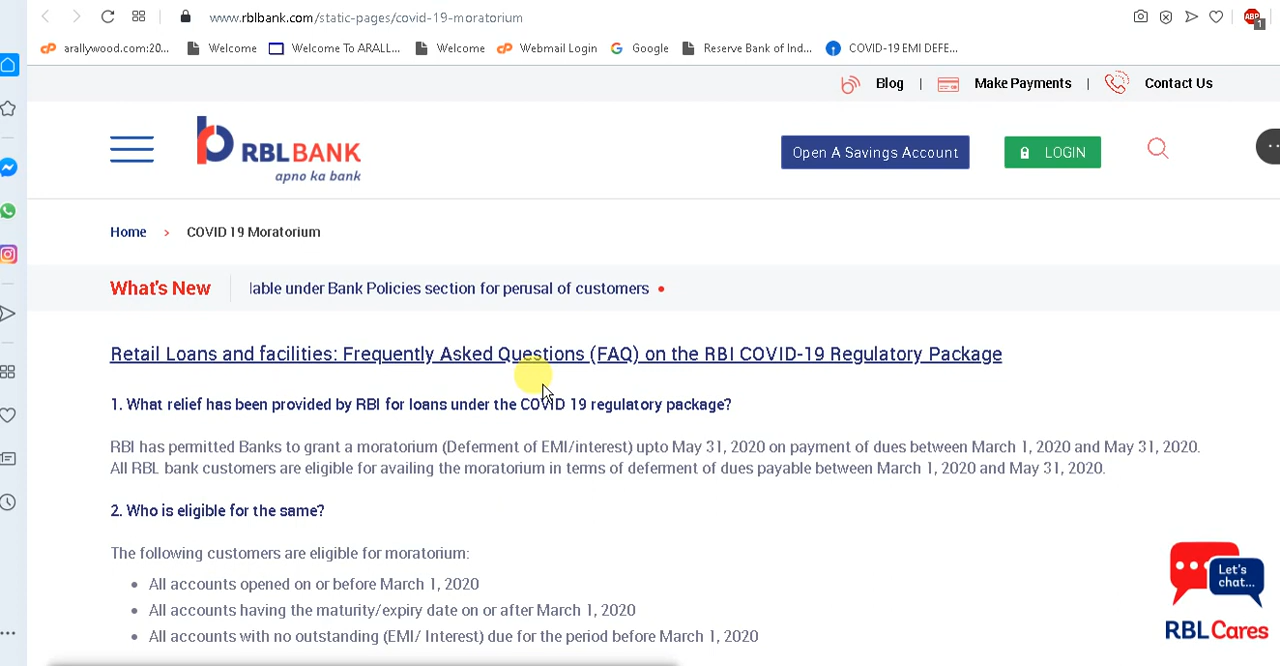 www.rblbank.com/static-pages/covid-19-moratorium
ABP
1
cP arallywood.com:20...
Welcome
Welcome To ARALL...
Welcome
cP Webmail Login
G Google
Reserve Bank of Ind...
COVID-19 EMI DEFE...
Blog | Make Payments | Contact Us
RBLBANK
apno ka bank
Open A Savings Account
LOGIN
Home > COVID 19 Moratorium
What's New
lable under Bank Policies section for perusal of customers
Retail Loans and facilities: Frequently Asked Questions (FAQ) on the RBI COVID-19 Regulatory Package
1. What relief has been provided by RBI for loans under the COVID 19 regulatory package?
RBI has permitted Banks to grant a moratorium (Deferment of EMI/interest) upto May 31, 2020 on payment of dues between March 1, 2020 and May 31, 2020.
All RBL bank customers are eligible for availing the moratorium in terms of deferment of dues payable between March 1, 2020 and May 31, 2020.
2. Who is eligible for the same?
The following customers are eligible for moratorium:
• All accounts opened on or before March 1, 2020
• All accounts having the maturity/expiry date on or after March 1, 2020
• All accounts with no outstanding (EMI/ Interest) due for the period before March 1, 2020
Let's
chat...
RBLCares